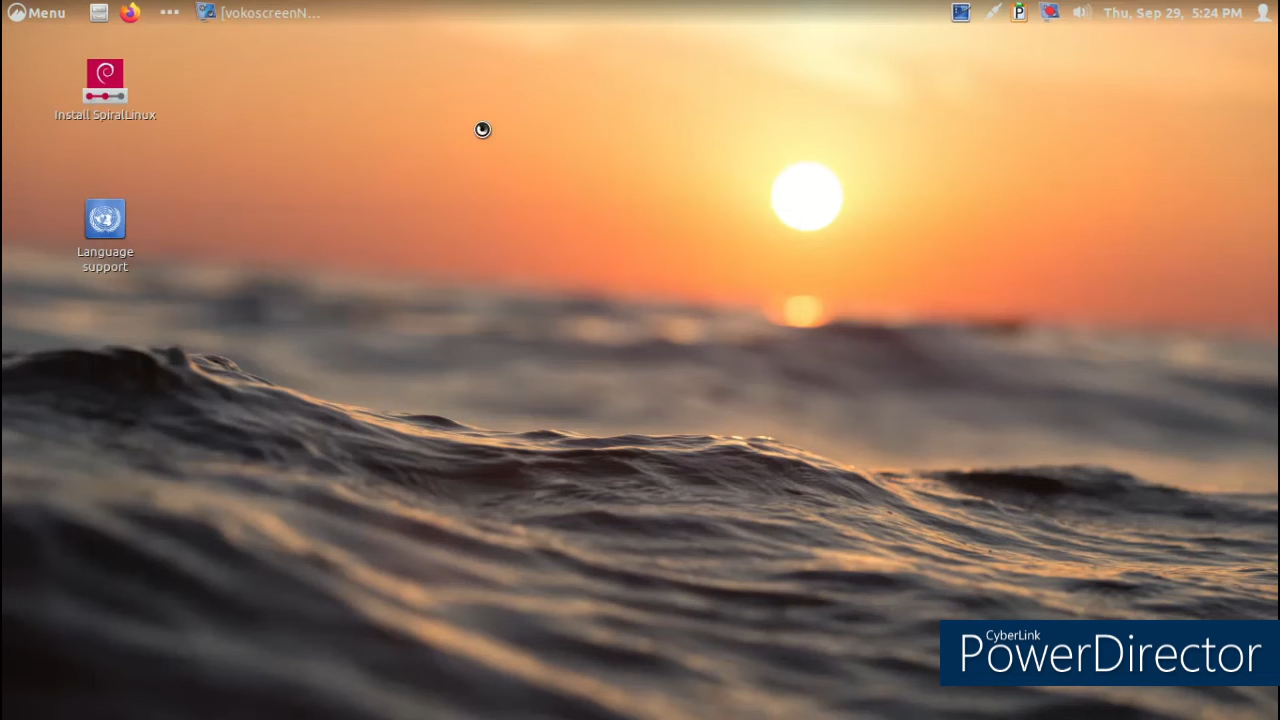 Menu
[vokoscreenN...
P
Thu, Sep 29, 5:24 PM
Install SpiralLinux
Language
support
CyberLink
PowerDirector